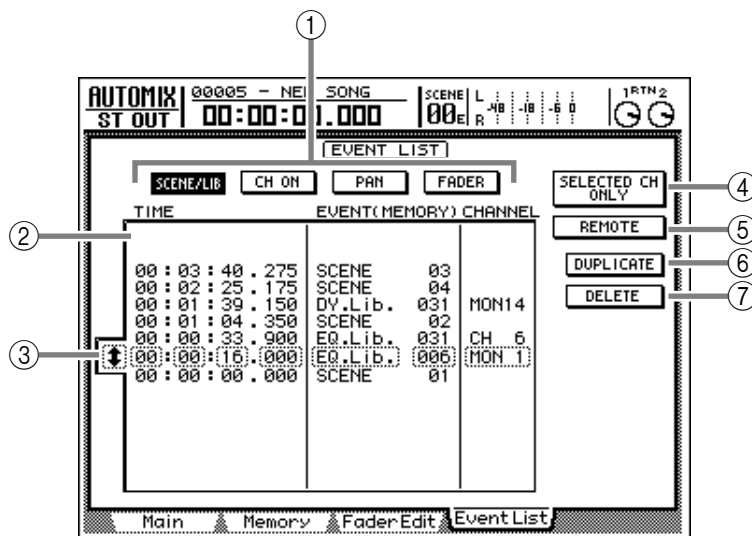 1
AUTOMIX 00005 - NEW SONG SCENE L -48 -18 -6 0 1RTN2
ST OUT 00:00:00.000 00E R
EVENT LIST
SCENE/LIB CH ON PAN FADER SELECTED CH ONLY 4
TIME EVENT(MEMORY) CHANNEL REMOTE 5
2 DUPLICATE 6
00:03:40.275 SCENE 03
00:02:25.175 SCENE 04 DELETE 7
00:01:39.150 DY.Lib. 031 MON14
00:01:04.350 SCENE 02
00:00:33.900 EQ.Lib. 031 CH 6
3 00:00:16.000 EQ.Lib. 006 MON 1
00:00:00.000 SCENE 01
Main Memory Fader Edit Event List